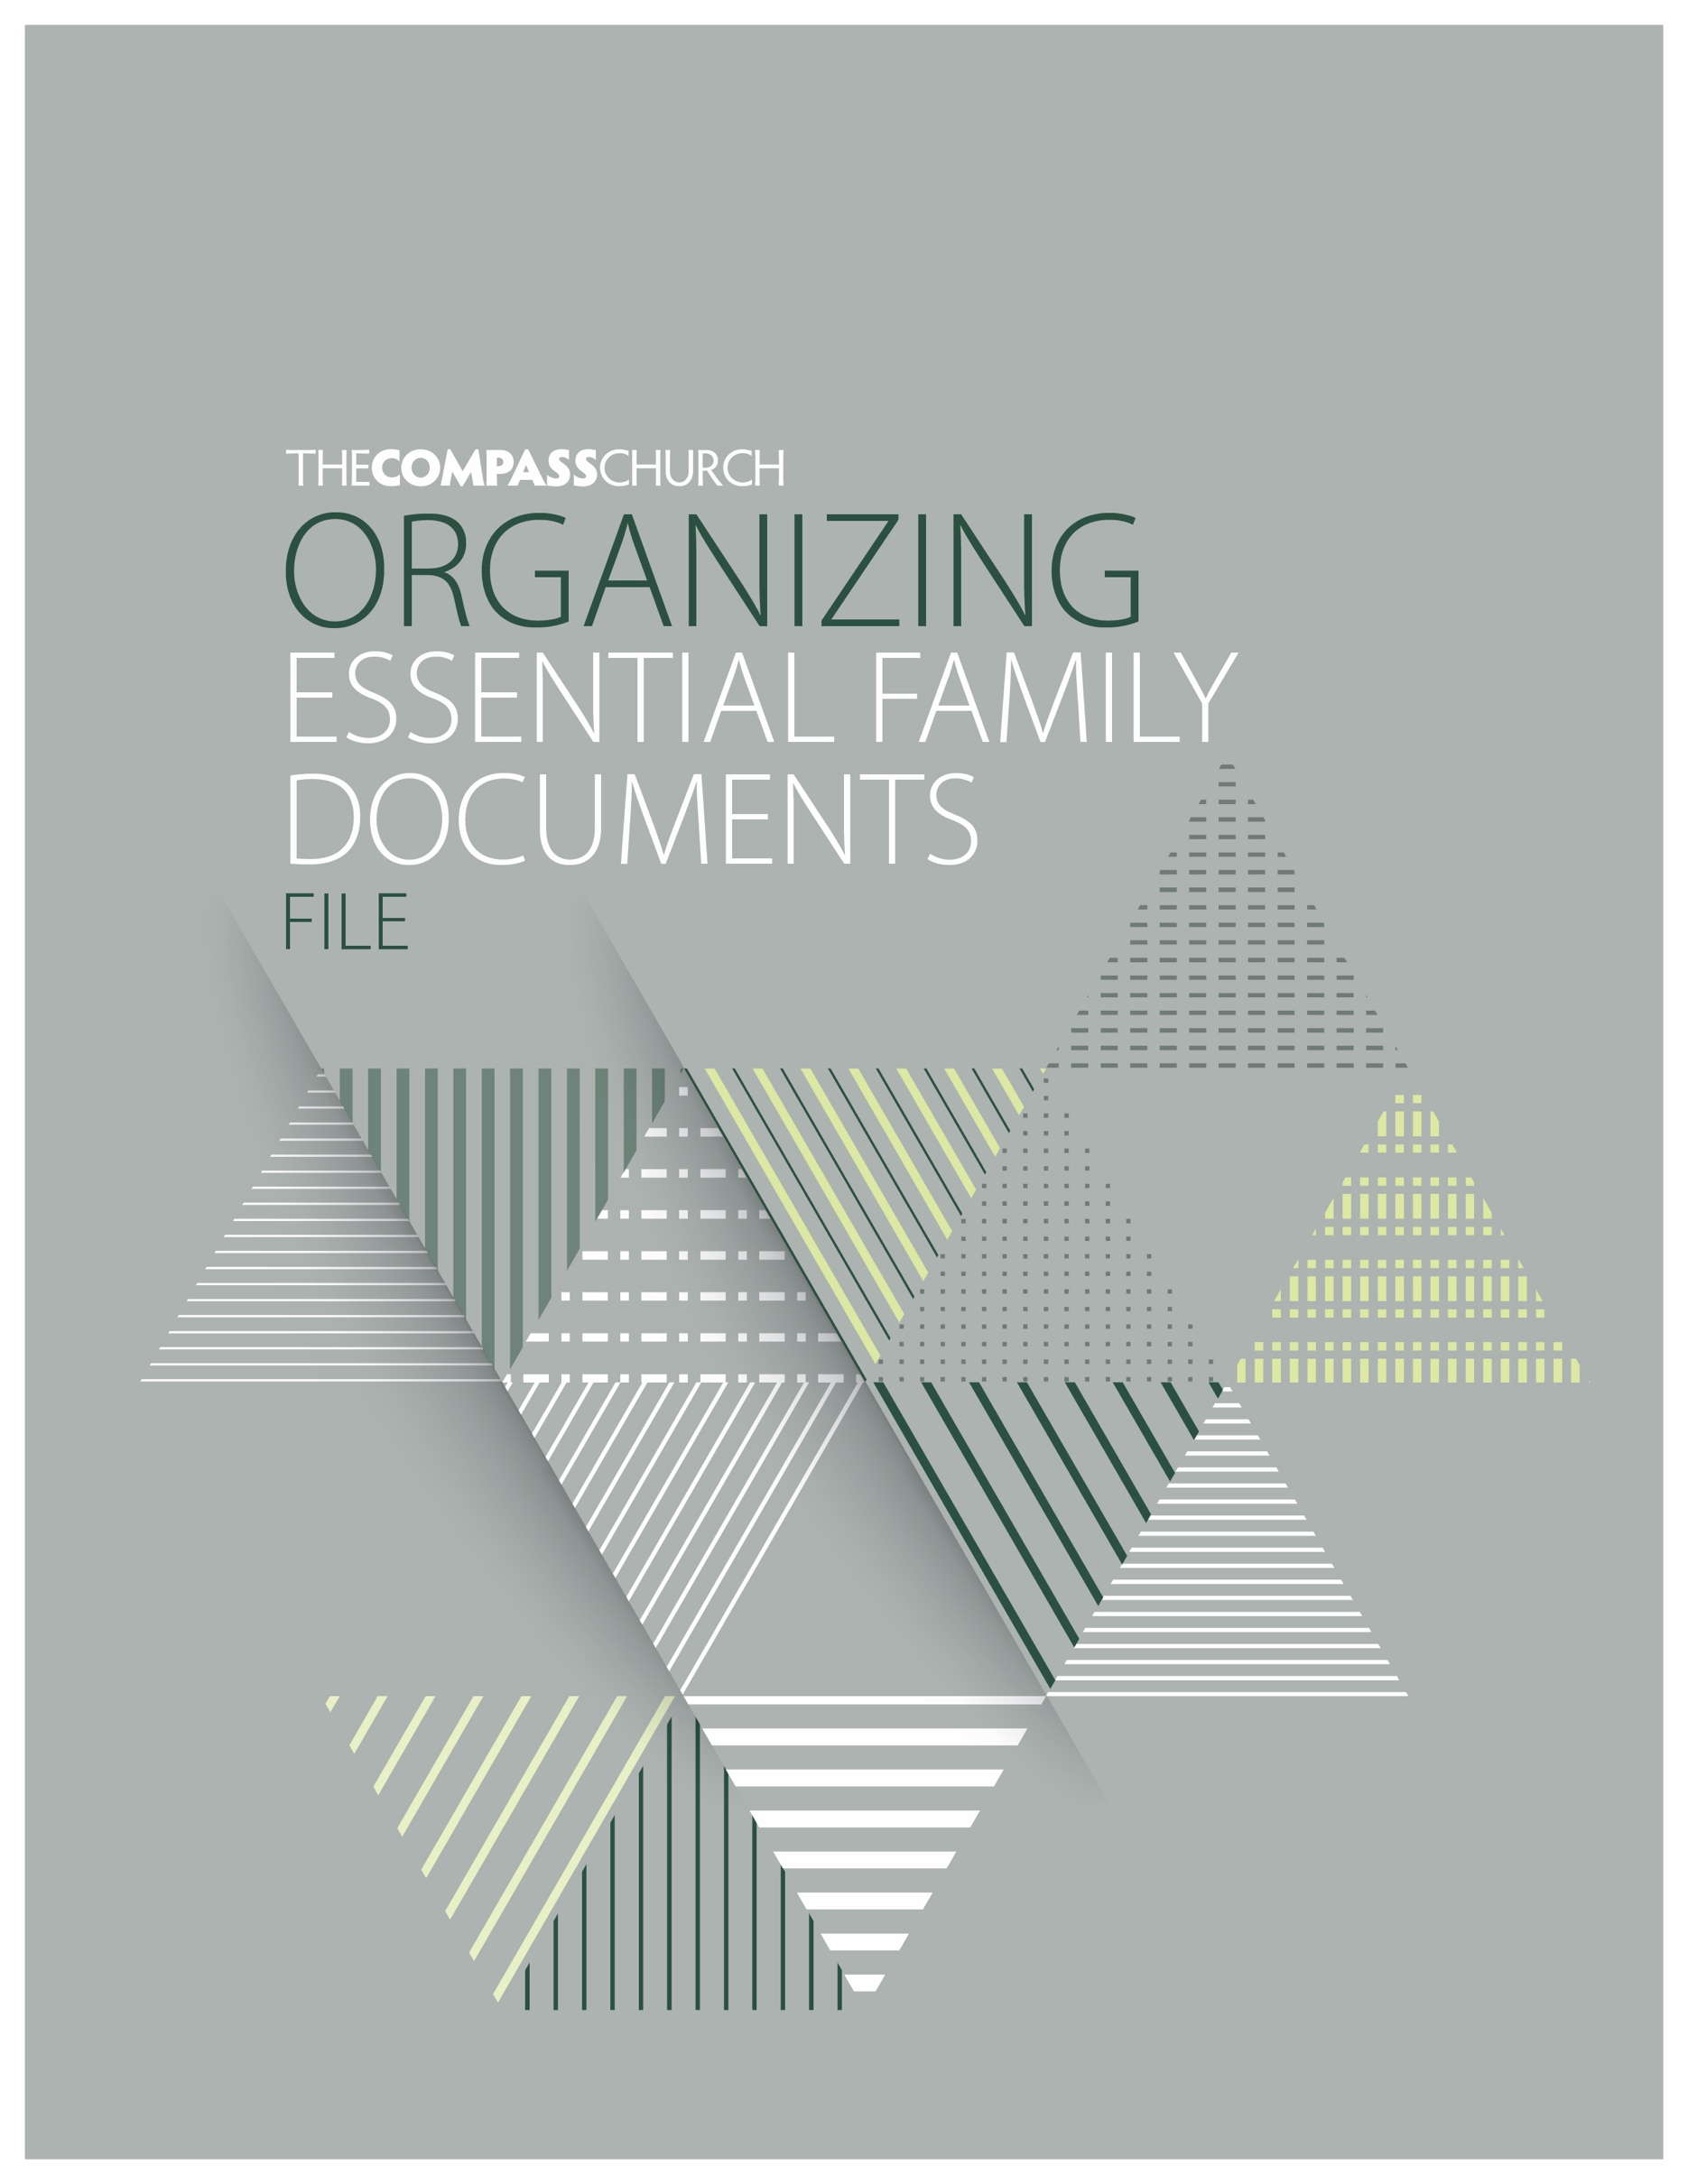 THECOMPASSCHURCH
ORGANIZING
ESSENTIAL FAMILY
DOCUMENTS
FILE